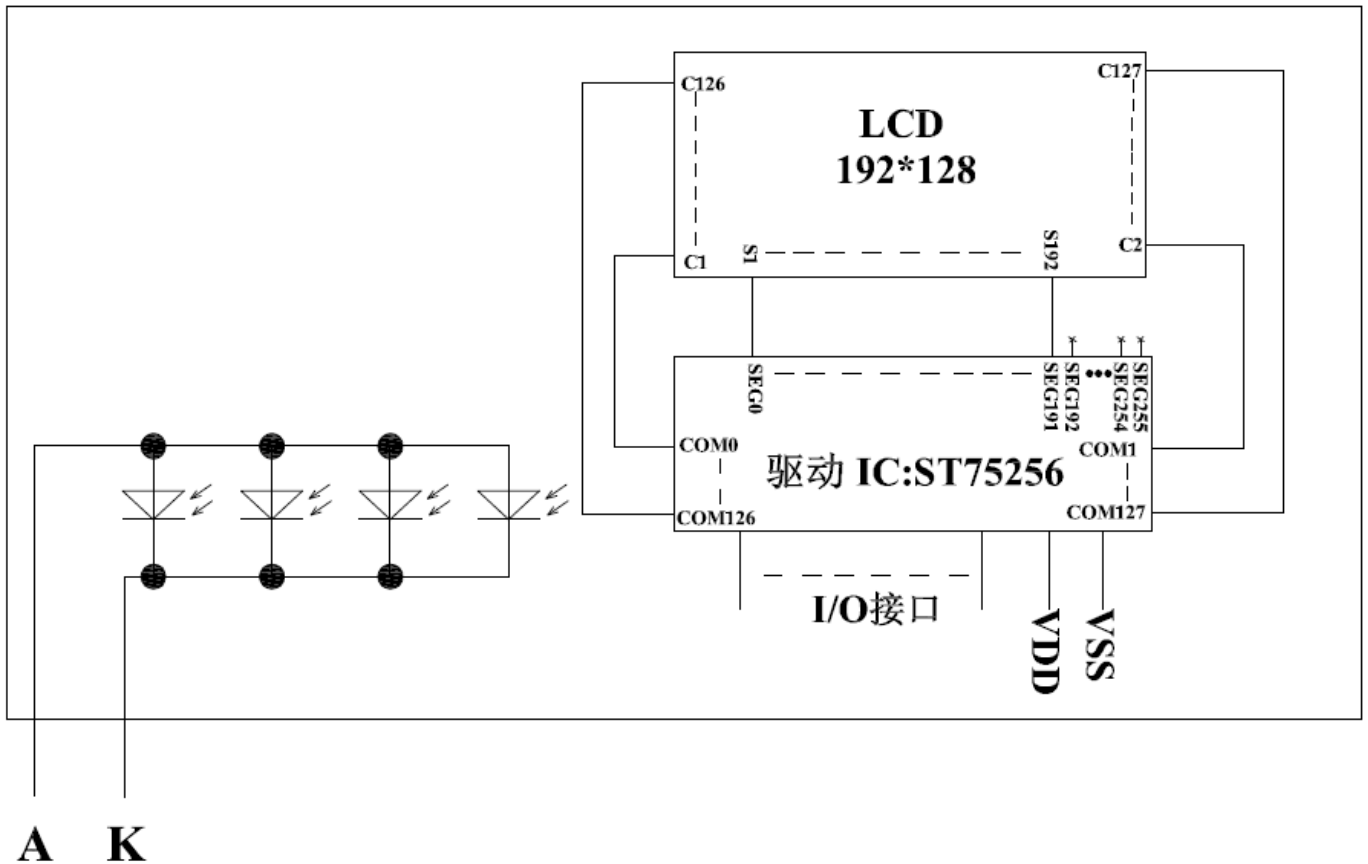 C126
C127
LCD
192*128
C1
S1
S192
C2
SEG0
SEG191
SEG192
•••
SEG254
SEG255
COM0
COM1
驱动 IC:ST75256
COM126
COM127
I/O接口
VDD
VSS
A
K